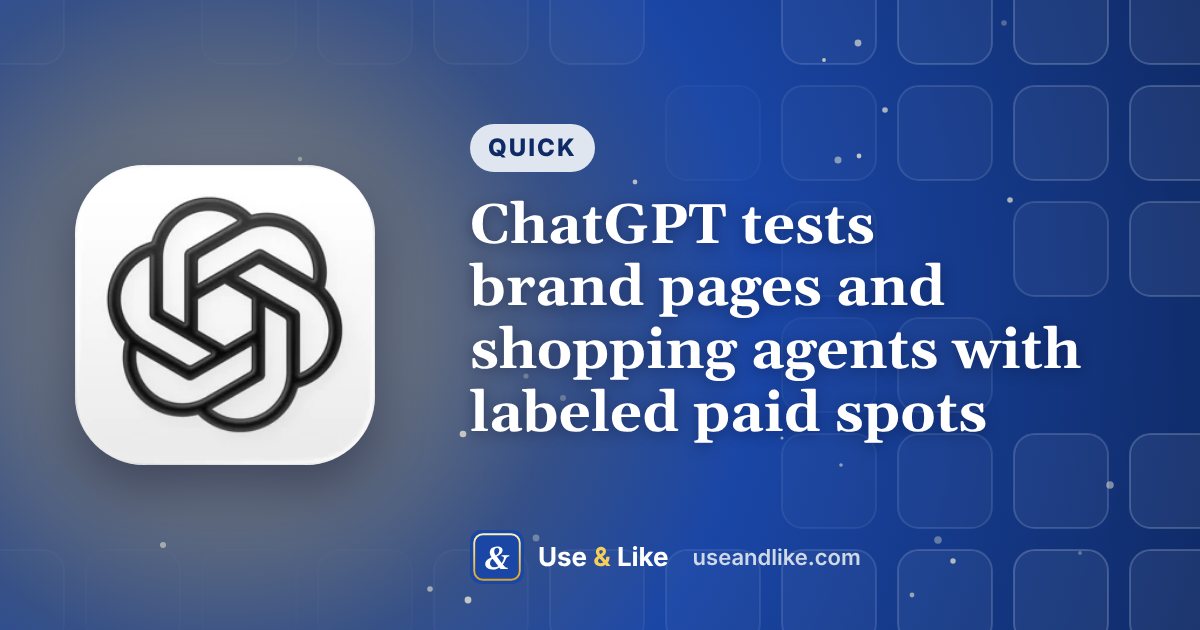 QUICK
ChatGPT tests
brand pages and
shopping agents with
labeled paid spots
& Use & Like useandlike.com